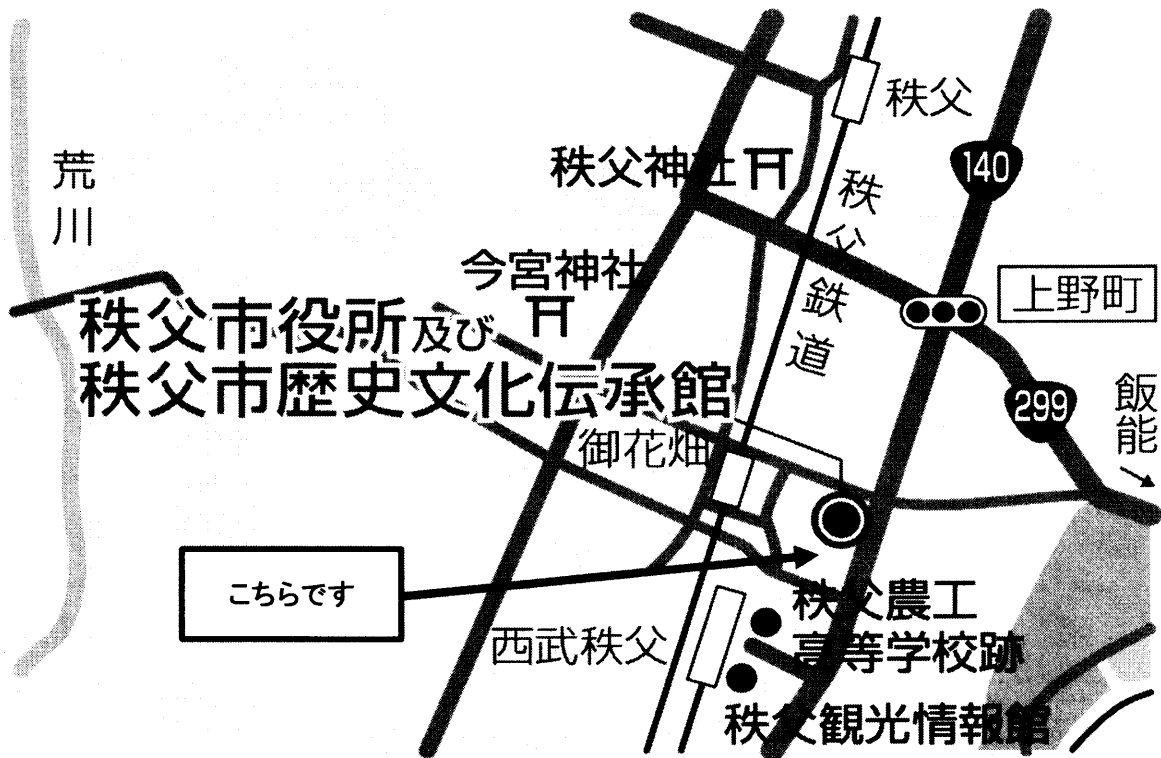 秩父
荒川
秩父神社
140
秩父鉄道
今宮神社
上野町
秩父市役所及び
秩父市歴史文化伝承館
299
飯能
御花畑
こちらです
秩父農工
高等学校跡
西武秩父
秩父観光情報館